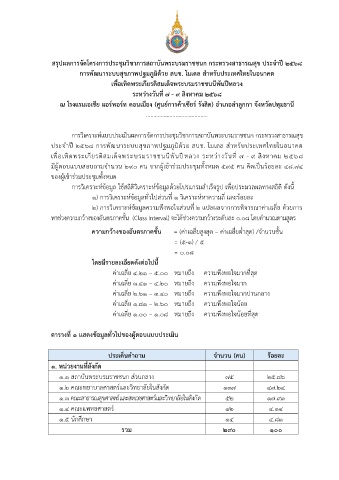 สรุปผลการจัดโครงการประชุมวิชาการสถาบันพระบรมราชชนก กระทรวงสาธารณสุข ประจำปี ๒๕๖๘
การพัฒนาระบบสุขภาพปฐมภูมิด้วย สบช. โมเดล สำหรับประเทศไทยในอนาคต
เพื่อเทิดพระเกียรติสมเด็จพระบรมราชชนนีพันปีหลวง
ระหว่างวันที่ ๗ - ๙ สิงหาคม ๒๕๖๘
ณ โรงแรมเอเชีย แอร์พอร์ท ดอนเมือง (ศูนย์การค้าเซียร์ รังสิต) อำเภอลำลูกกา จังหวัดปทุมธานี
การวิเคราะห์แบบประเมินผลการจัดการประชุมวิชาการสถาบันพระบรมราชชนก กระทรวงสาธารณสุข
ประจำปี ๒๕๖๘ การพัฒนาระบบสุขภาพปฐมภูมิด้วย สบช. โมเดล สำหรับประเทศไทยในอนาคต
เพื่อเทิดพระเกียรติสมเด็จพระบรมราชชนนีพันปีหลวง ระหว่างวันที่ ๗ - ๙ สิงหาคม ๒๕๖๘
มีผู้ตอบแบบสอบถามจำนวน ๒๙๐ คน จากผู้เข้าร่วมประชุมทั้งหมด ๕๙๕ คน คิดเป็นร้อยละ ๔๘.๗๔
ของผู้เข้าร่วมประชุมทั้งหมด
การวิเคราะห์ข้อมูล ใช้สถิติวิเคราะห์ข้อมูลด้วยโปรแกรมสำเร็จรูป เพื่อประมวลผลทางสถิติ ดังนี้
๑) การวิเคราะห์ข้อมูลทั่วไปส่วนที่ ๑ วิเคราะห์หาความถี่ และร้อยละ
๒) การวิเคราะห์ข้อมูลความพึงพอใจส่วนที่ ๒ แปลผลจากการพิจารณาค่าเฉลี่ย ด้วยการ
หาช่วงความกว้างของอันตรภาคชั้น (Class Interval) จะได้ช่วงความกว้างระดับละ ๐.๐๘ โดยคำนวณตามสูตร
ความกว้างของอันตรภาคชั้น = (ค่าเฉลี่ยสูงสุด - ค่าเฉลี่ยต่ำสุด) /จำนวนชั้น
= (๕-๑) / ๕
= ๐.๐๘
โดยมีรายละเอียดดังต่อไปนี้
ค่าเฉลี่ย ๔.๒๑ - ๕.๐๐ หมายถึง ความพึงพอใจมากที่สุด
ค่าเฉลี่ย ๓.๔๑ - ๔.๒๐ หมายถึง ความพึงพอใจมาก
ค่าเฉลี่ย ๒.๖๑ - ๓.๔๐ หมายถึง ความพึงพอใจมากปานกลาง
ค่าเฉลี่ย ๑.๘๑ - ๒.๖๐ หมายถึง ความพึงพอใจน้อย
ค่าเฉลี่ย ๑.๐๐ - ๑.๐๘ หมายถึง ความพึงพอใจน้อยที่สุด
ตารางที่ ๑ แสดงข้อมูลทั่วไปของผู้ตอบแบบประเมิน
ประเด็นคำถาม จำนวน (คน) ร้อยละ
๑. หน่วยงานที่สังกัด
๑.๑ สถาบันพระบรมราชชนก ส่วนกลาง ๗๕ ๒๕.๘๖
๑.๒ คณะพยาบาลศาสตร์และวิทยาลัยในสังกัด ๑๓๗ ๔๗.๒๔
๑.๓ คณะสาธารณสุขศาสตร์และสหเวชศาสตร์และวิทยาลัยในสังกัด ๕๒ ๑๗.๙๓
๑.๔ คณะแพทยศาสตร์ ๑๒ ๔.๑๔
๑.๕ นักศึกษา ๑๔ ๔.๘๓
รวม ๒๙๐ ๑๐๐